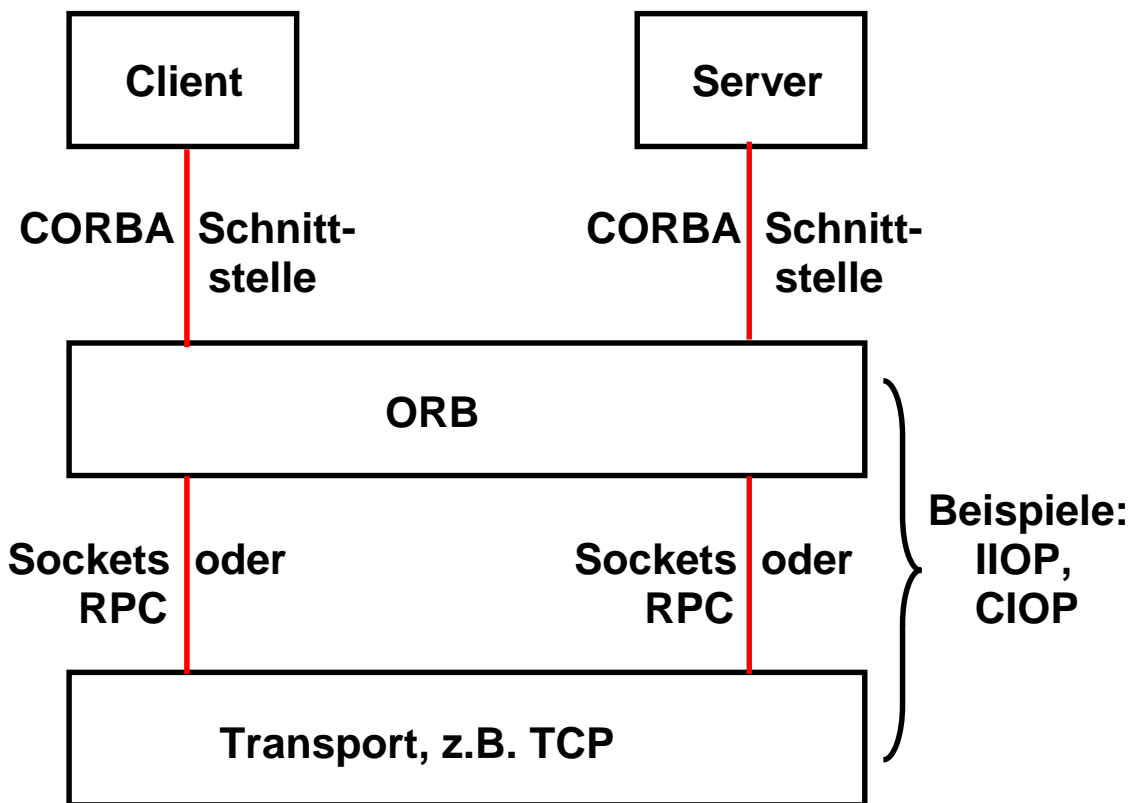 Client
Server
CORBA Schnitt-
stelle
CORBA Schnitt-
stelle
ORB
Sockets oder
RPC
Sockets oder
RPC
Beispiele:
IIOP,
CIOP
Transport, z.B. TCP